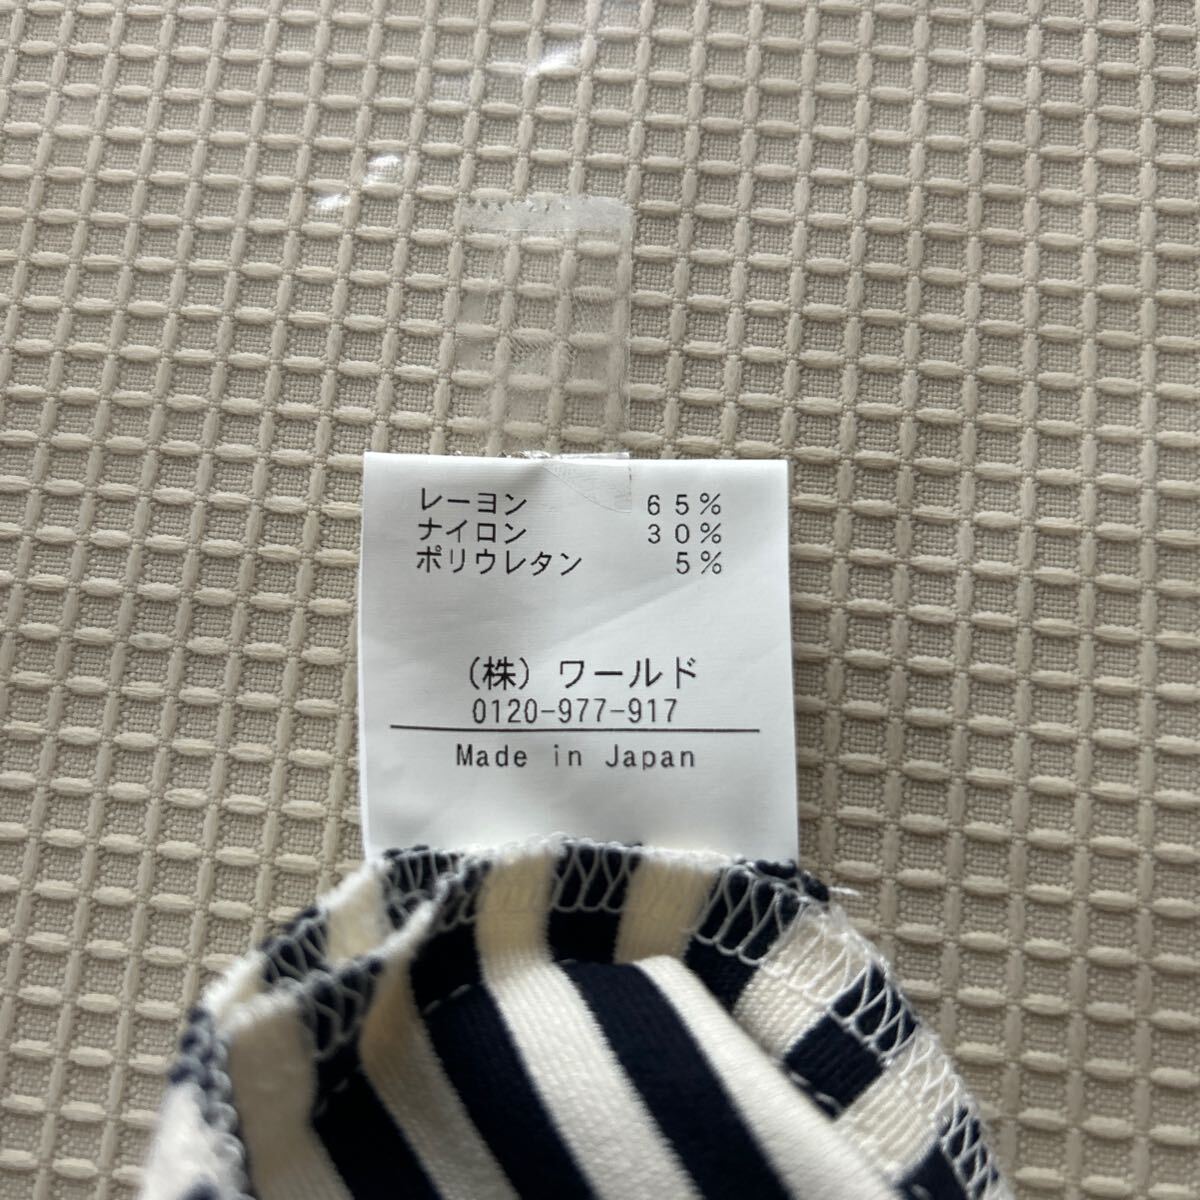 レーヨン ６５％
ナイロン ３０％
ポリウレタン ５％
（株）ワールド
0120-977-917
Made in Japan